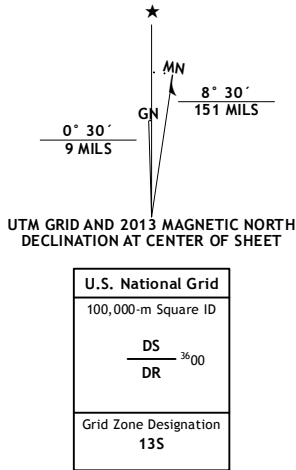 ★
MN
8° 30´
151 MILS
GN
0° 30´
9 MILS
UTM GRID AND 2013 MAGNETIC NORTH
DECLINATION AT CENTER OF SHEET
U.S. National Grid
100,000-m Square ID
DS
³⁶00
DR
Grid Zone Designation
13S